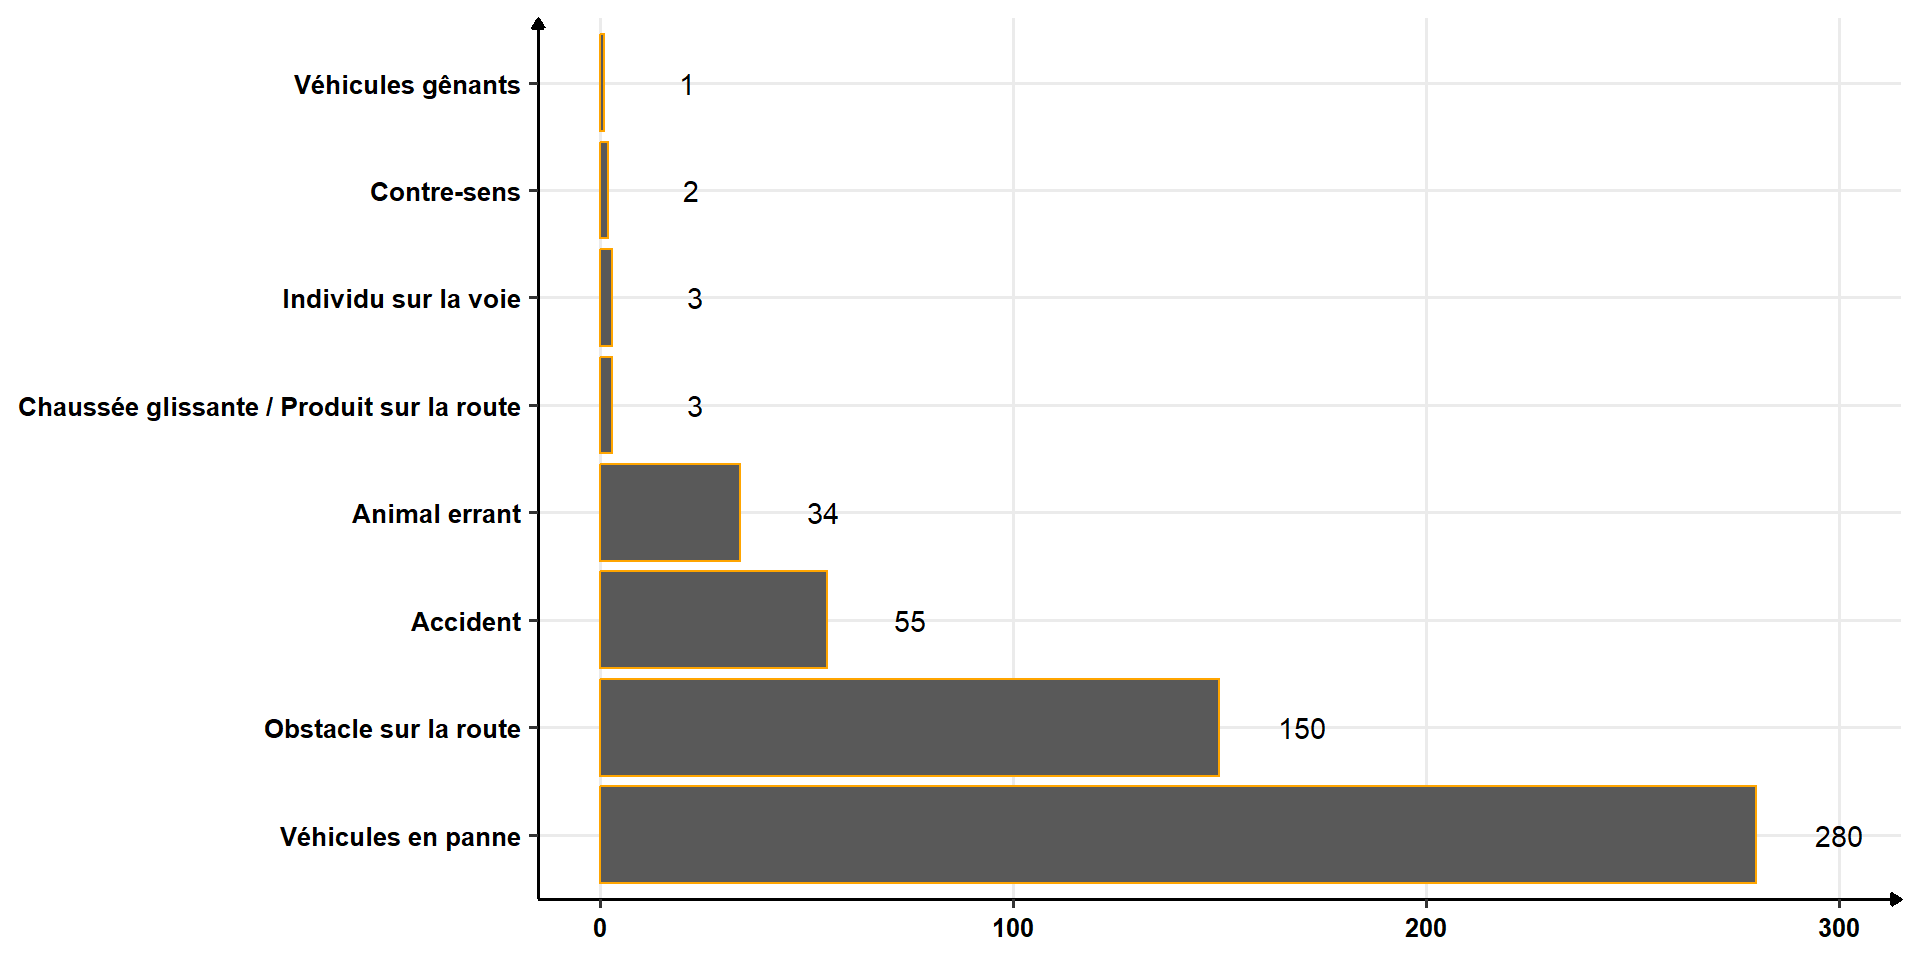 Véhicules gênants 1
Contre-sens 2
Individu sur la voie 3
Chaussée glissante / Produit sur la route 3
Animal errant 34
Accident 55
Obstacle sur la route 150
Véhicules en panne 280
0 100 200 300